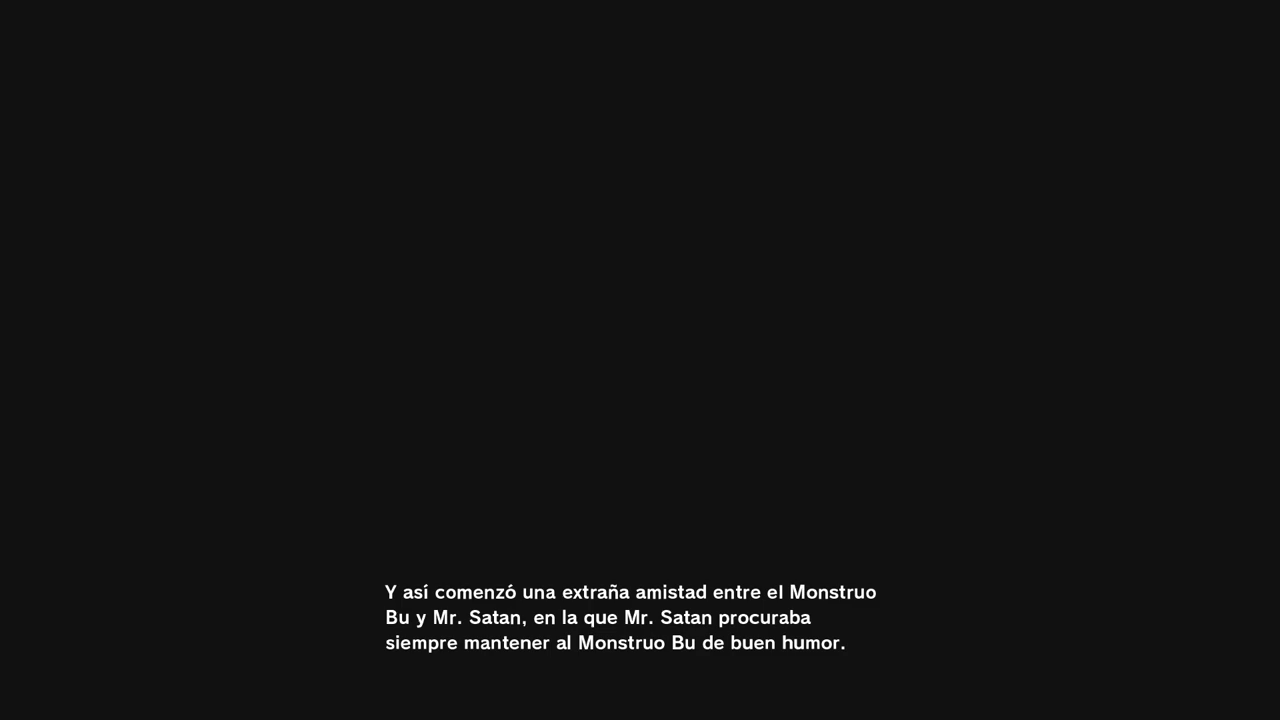 Y así comenzó una extraña amistad entre el Monstruo
Bu y Mr. Satan, en la que Mr. Satan procuraba
siempre mantener al Monstruo Bu de buen humor.